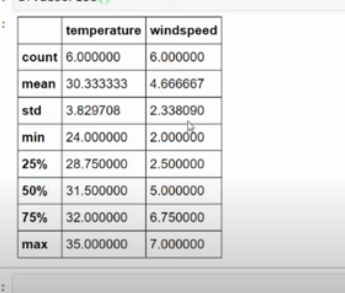 temperature windspeed
count 6.000000 6.000000
mean 30.333333 4.666667
std 3.829708 2.338090
min 24.000000 2.000000
25% 28.750000 2.500000
50% 31.500000 5.000000
75% 32.000000 6.750000
max 35.000000 7.000000